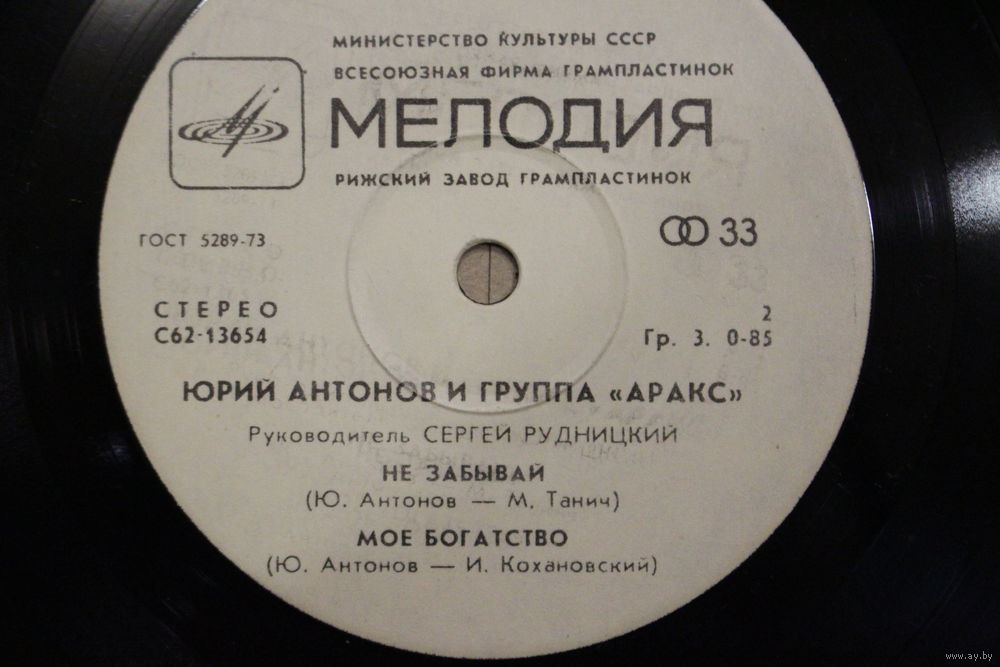 МИНИСТЕРСТВО КУЛЬТУРЫ СССР
ВСЕСОЮЗНАЯ ФИРМА ГРАМПЛАСТИНОК
МЕЛОДИЯ
РИЖСКИЙ ЗАВОД ГРАМПЛАСТИНОК
ГОСТ 5289-73
33
СТЕРЕО
2
С62-13654
Гр. 3. 0-85
ЮРИЙ АНТОНОВ И ГРУППА «АРАКС»
Руководитель СЕРГЕЙ РУДНИЦКИЙ
НЕ ЗАБЫВАЙ
(Ю. Антонов — М. Танич)
МОЕ БОГАТСТВО
(Ю. Антонов — И. Кохановский)
www.ay.by